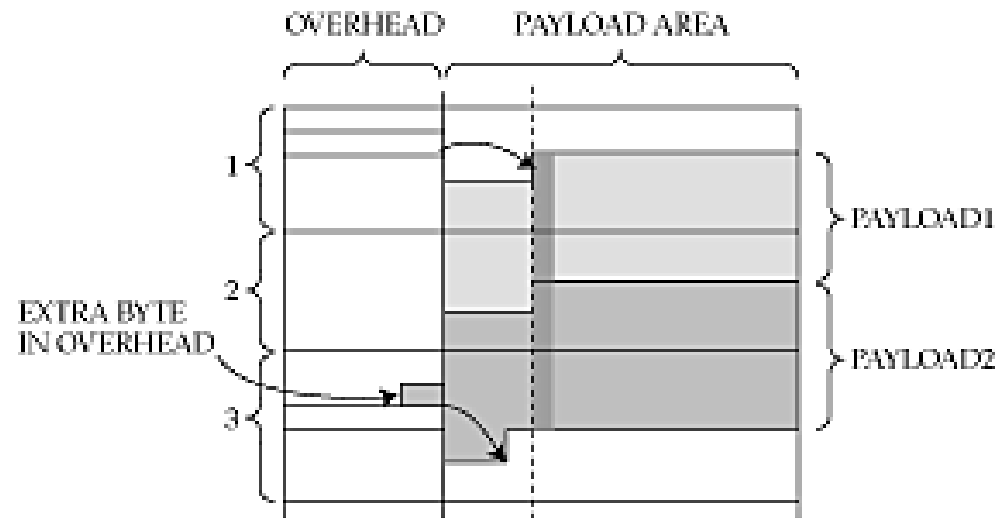 OVERHEAD PAYLOAD AREA
1
PAYLOAD1
2
EXTRA BYTE
IN OVERHEAD
PAYLOAD2
3